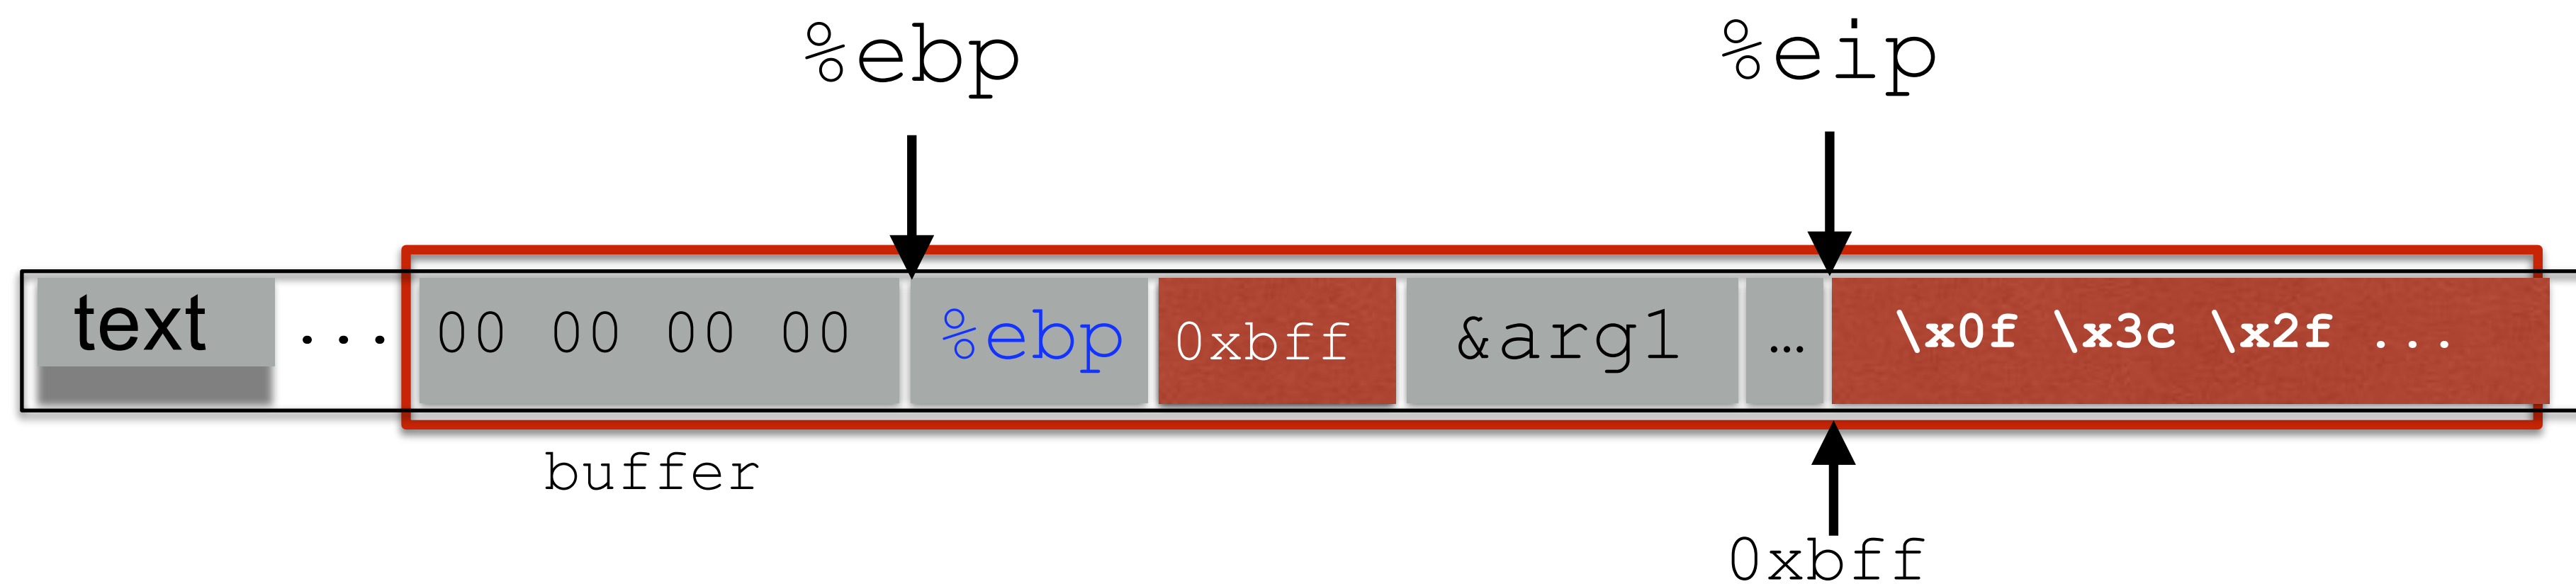 %ebp %eip
text ... 00 00 00 00 %ebp 0xbff &arg1 ... \x0f \x3c \x2f ...
buffer
0xbff